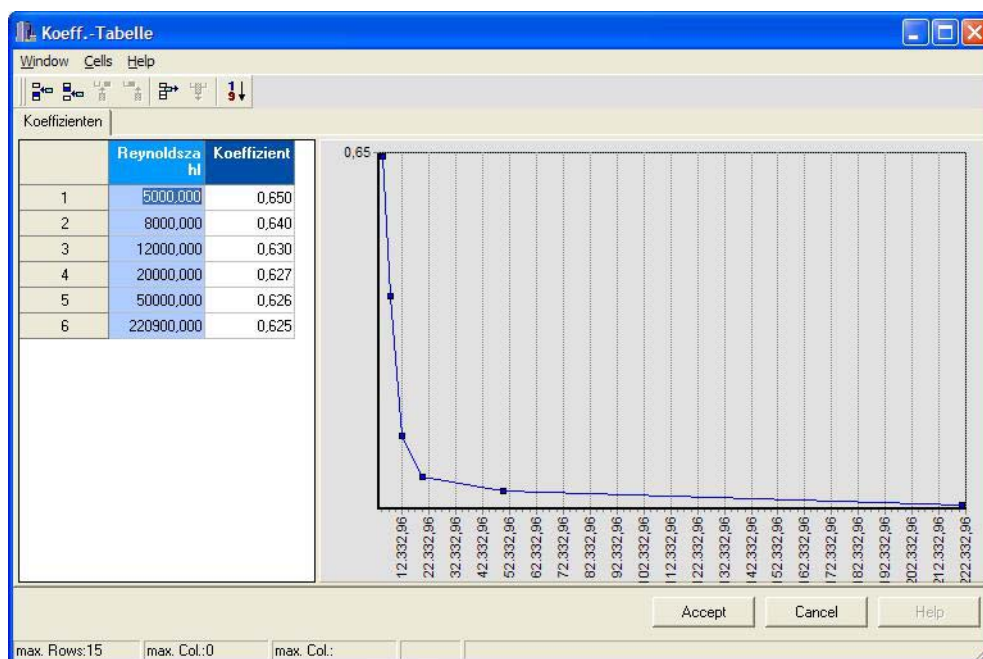 Koeff.-Tabelle
Window Cells Help
Koeffizienten
Reynoldsza
hl
Koeffizient
1 5000,000 0,650
2 8000,000 0,640
3 12000,000 0,630
4 20000,000 0,627
5 50000,000 0,626
6 220900,000 0,625
0,65
12.332,96
22.332,96
32.332,96
42.332,96
52.332,96
62.332,96
72.332,96
82.332,96
92.332,96
102.332,96
112.332,96
122.332,96
132.332,96
142.332,96
152.332,96
162.332,96
172.332,96
182.332,96
192.332,96
202.332,96
212.332,96
222.332,96
Accept Cancel Help
max. Rows:15 max. Col.:0 max. Col.: